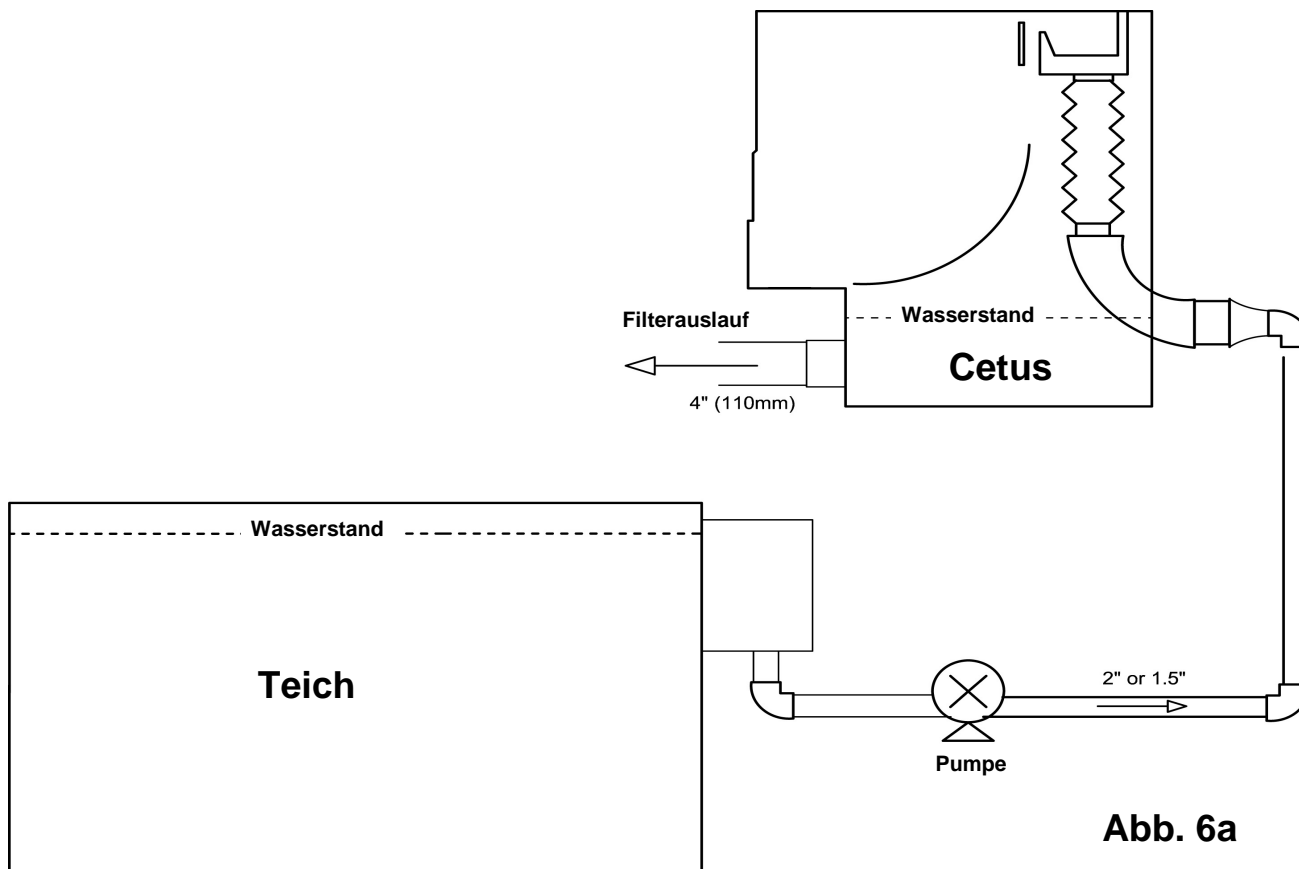 Filterauslauf
Wasserstand
Cetus
4" (110mm)
Wasserstand
Teich
2" or 1.5"
Pumpe
Abb. 6a